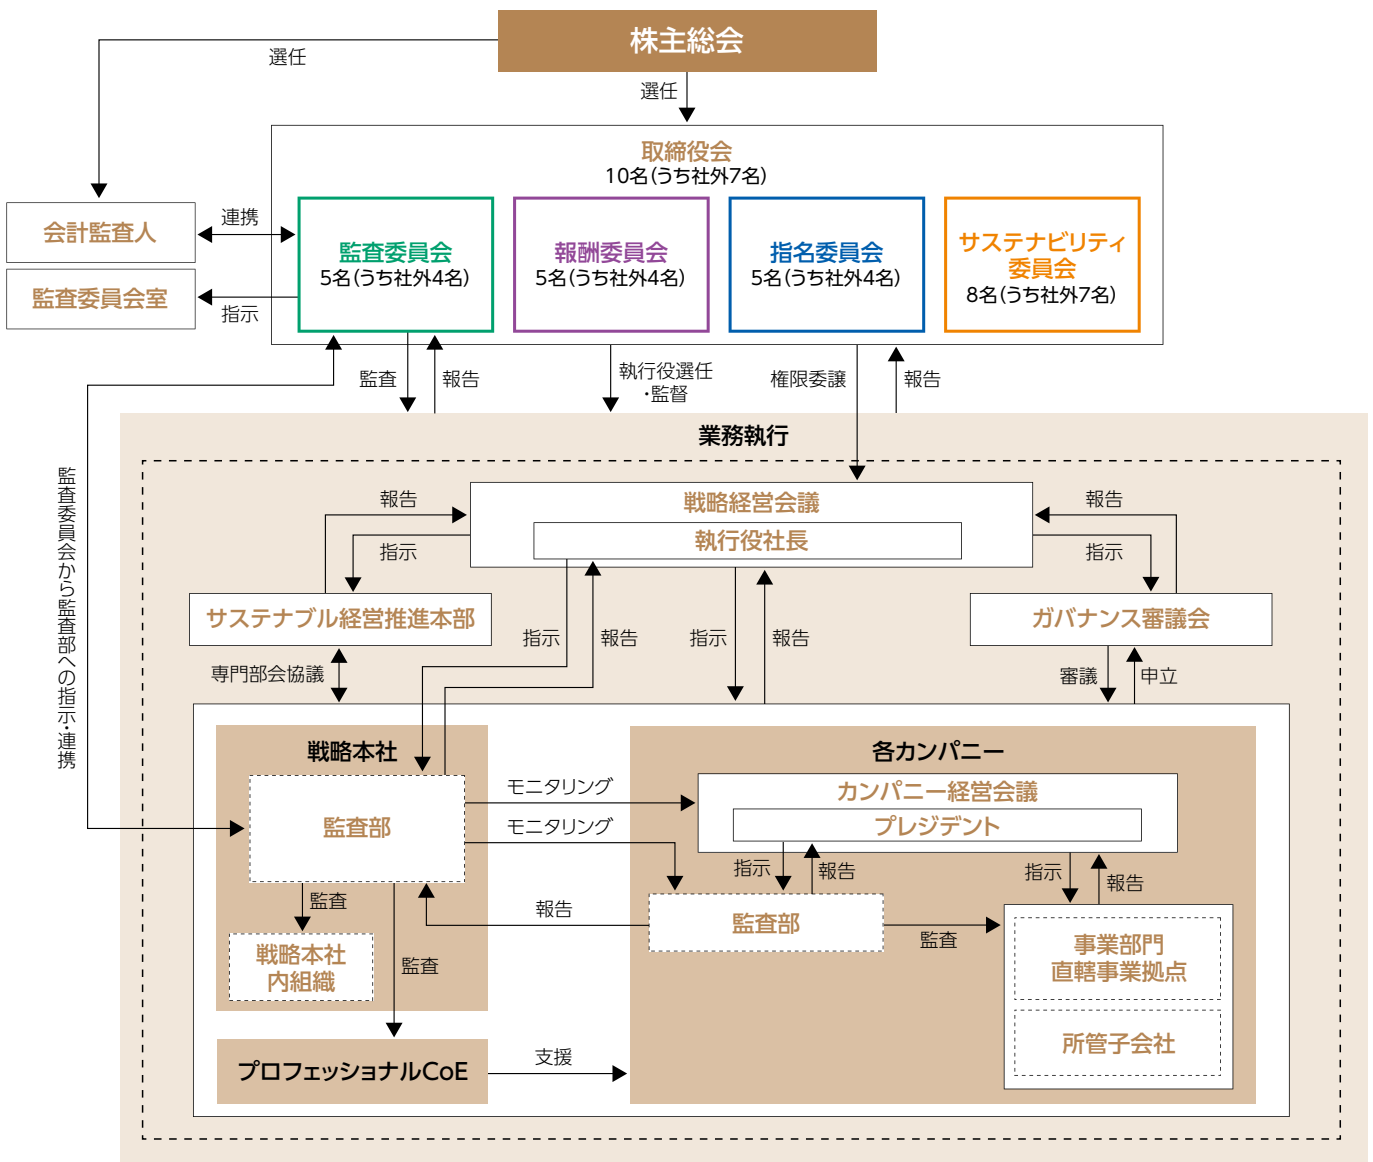 株主総会
選任
選任
取締役会
10名(うち社外7名)
会計監査人
連携
監査委員会
5名(うち社外4名)
報酬委員会
5名(うち社外4名)
指名委員会
5名(うち社外4名)
サステナビリティ
委員会
8名(うち社外7名)
監査委員会室
指示
監査
報告
執行役選任
・監督
権限委譲
報告
業務執行
監査委員会から監査部への指示・連携
戦略経営会議
執行役社長
報告
指示
報告
指示
サステナブル経営推進本部
ガバナンス審議会
指示
報告
指示
報告
専門部会協議
審議
申立
戦略本社
各カンパニー
監査部
モニタリング
モニタリング
カンパニー経営会議
プレジデント
指示
報告
指示
報告
監査
報告
監査部
監査
戦略本社
内組織
監査
事業部門
直轄事業拠点
所管子会社
プロフェッショナルCoE
支援